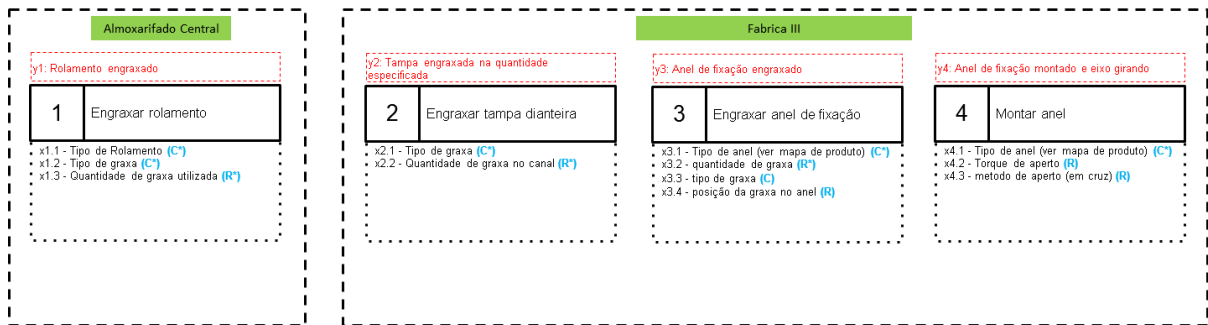 Almoxarifado Central
y1: Rolamento engraxado
1
Engraxar rolamento
x1.1 - Tipo de Rolamento (C*)
x1.2 - Tipo de graxa (C*)
x1.3 - Quantidade de graxa utilizada (R*)
Fabrica III
y2: Tampa engraxada na quantidade
especificada
2
Engraxar tampa dianteira
x2.1 - Tipo de graxa (C*)
x2.2 - Quantidade de graxa no canal (R*)
y3: Anel de fixação engraxado
3
Engraxar anel de fixação
x3.1 - Tipo de anel (ver mapa de produto) (C*)
x3.2 - quantidade de graxa (R*)
x3.3 - tipo de graxa (C)
x3.4 - posição da graxa no anel (R)
y4: Anel de fixação montado e eixo girando
4
Montar anel
x4.1 - Tipo de anel (ver mapa de produto) (C*)
x4.2 - Torque de aperto (R)
x4.3 - metodo de aperto (em cruz) (R)